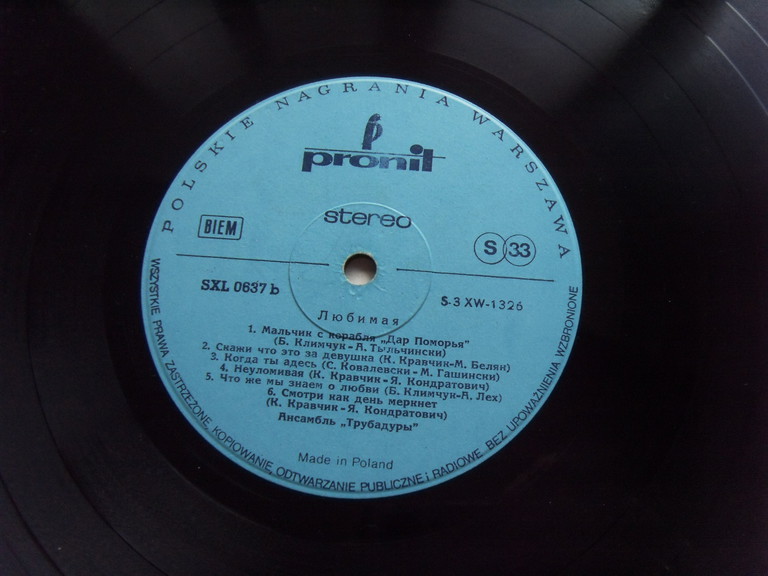 POLSKIE NAGRANIA WARSZAWA
pronit
stereo
BIEM
S 33
SXL 0637 b
S-3 XW-1326
Любимая
1. Мальчик с корабля „Дар Поморья"
(Б. Климчук-А. Тыльчински)
2. Скажи что это за девушка (К. Кравчик-М. Белян)
3. Когды ты адесь (С. Ковалевски - М. Гашински)
4. Неуломивая (К. Кравчик - Я. Кондратович)
5. Что же мы знаем о любви (Б. Климчук-А. Лех)
6. Смотри как день меркнет
(К. Кравчик - Я. Кондратович)
Ансамбль „Трубадуры"
Made in Poland
WSZYSTKIE PRAWA ZASTRZEŻONE. KOPIOWANIE, ODTWARZANIE PUBLICZNE i RADIOWE BEZ UPOWAŻNIENIA WZBRONIONE